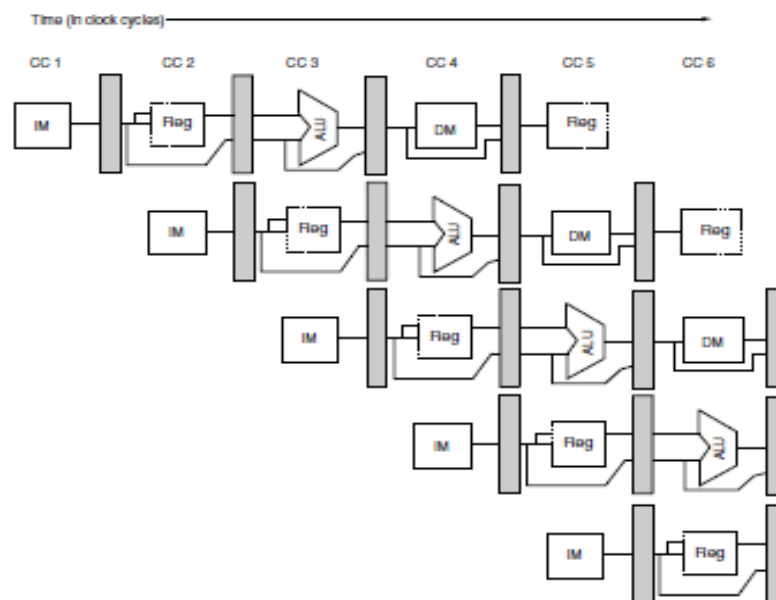 Time (in clock cycles)
CC 1 CC 2 CC 3 CC 4 CC 5 CC 6
IM Reg ALU DM Reg
IM Reg ALU DM Reg
IM Reg ALU DM
IM Reg ALU
IM Reg